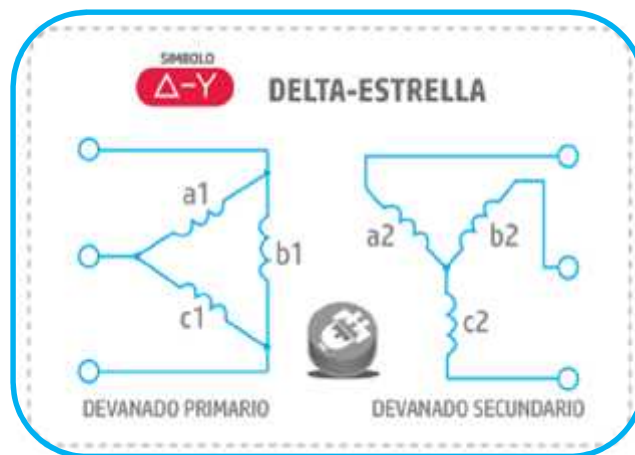 SIMBOLO
Δ-Y
DELTA-ESTRELLA
a1
b1
c1
a2
b2
c2
DEVANADO PRIMARIO
DEVANADO SECUNDARIO